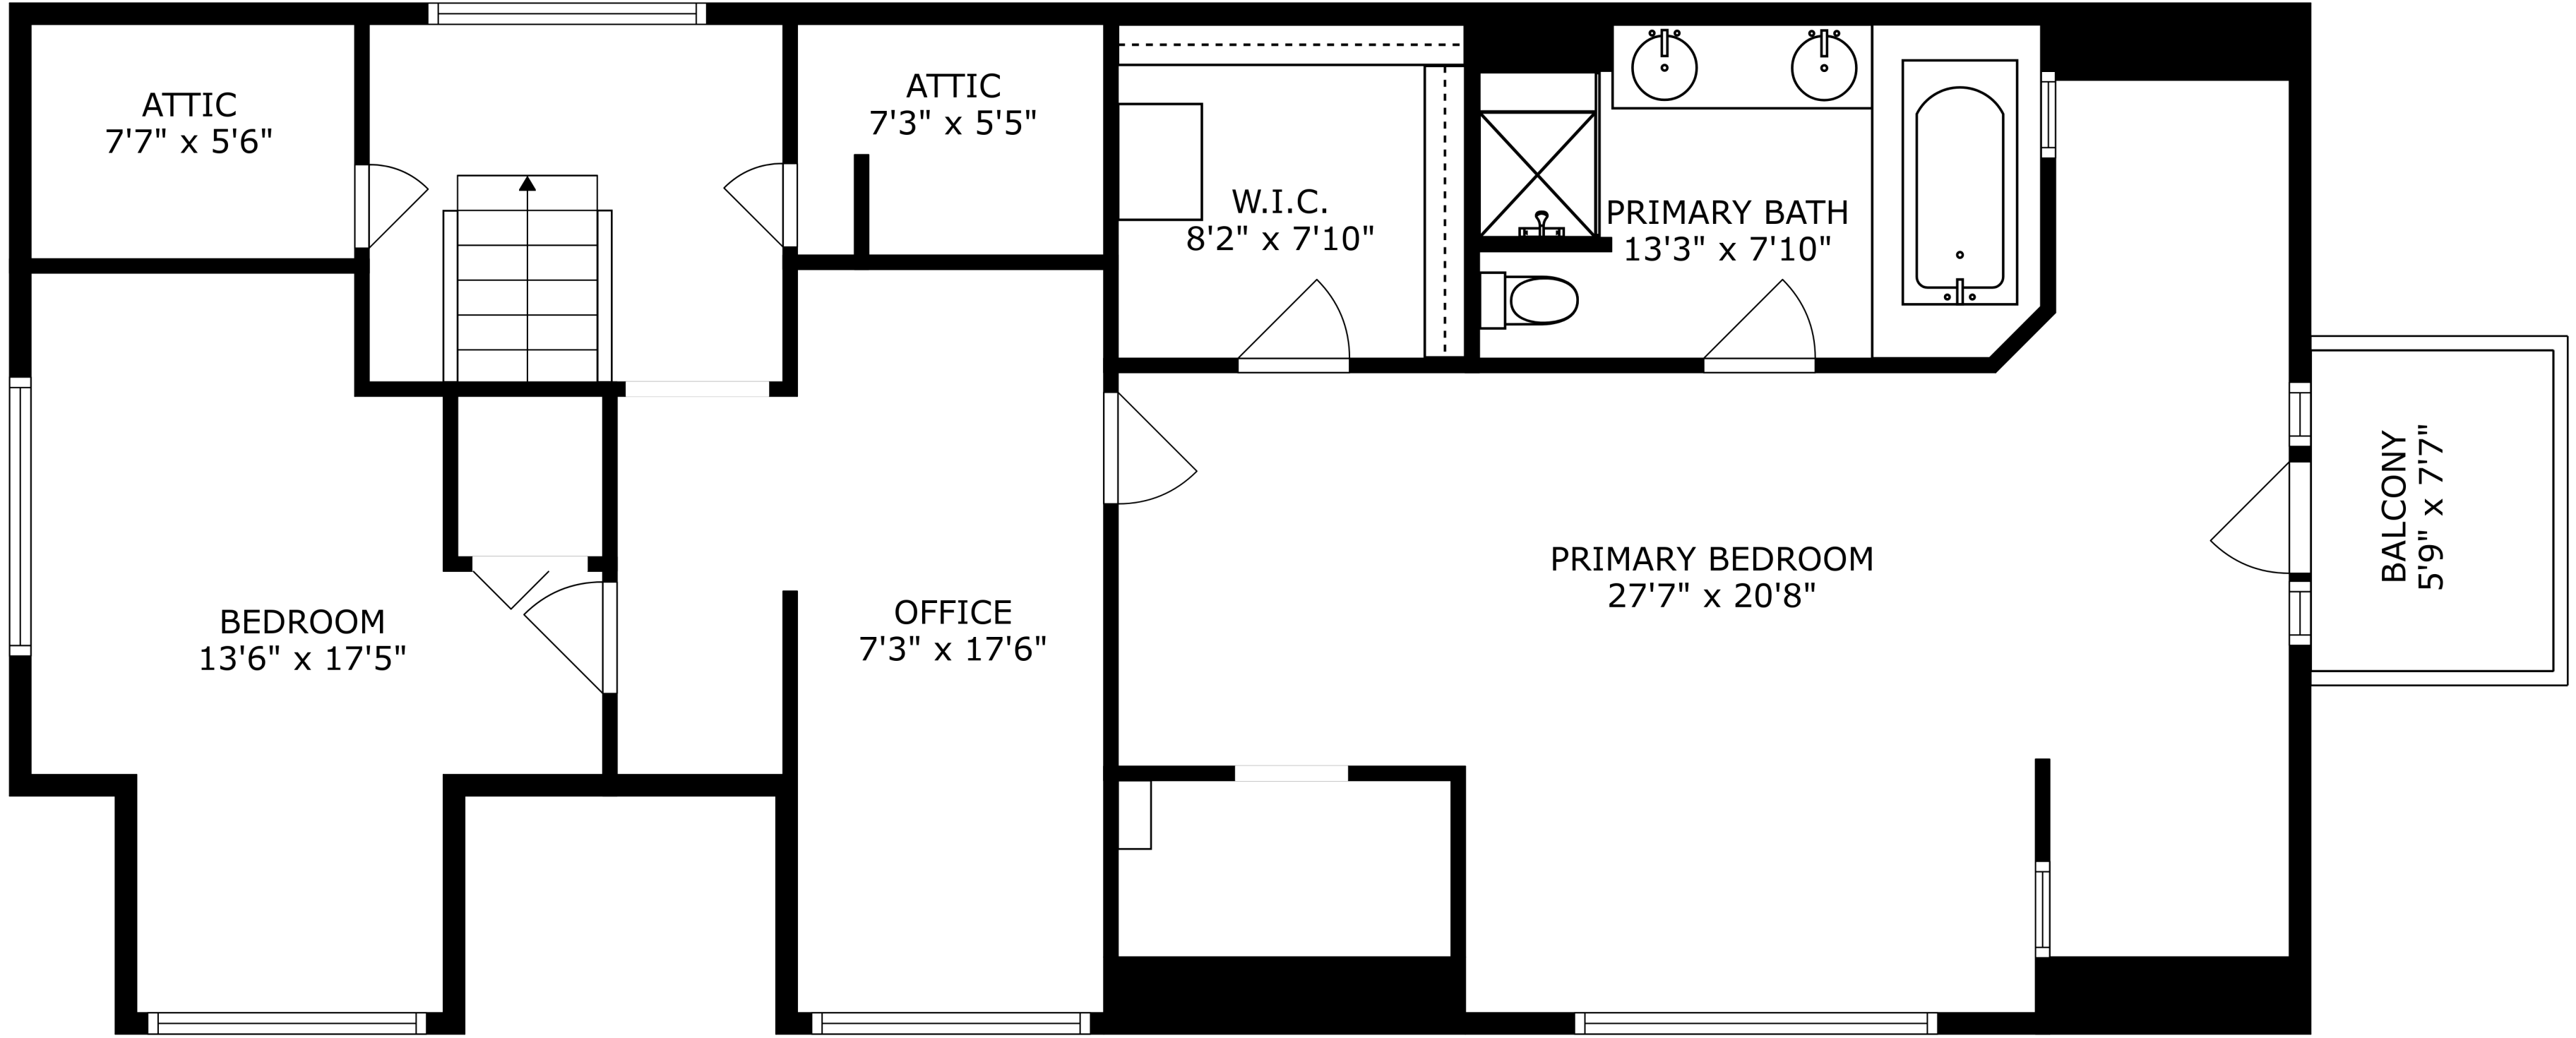 ATTIC
7'7" x 5'6"
ATTIC
7'3" x 5'5"
W.I.C.
8'2" x 7'10"
PRIMARY BATH
13'3" x 7'10"
BALCONY
5'9" x 7'7"
PRIMARY BEDROOM
27'7" x 20'8"
BEDROOM
13'6" x 17'5"
OFFICE
7'3" x 17'6"